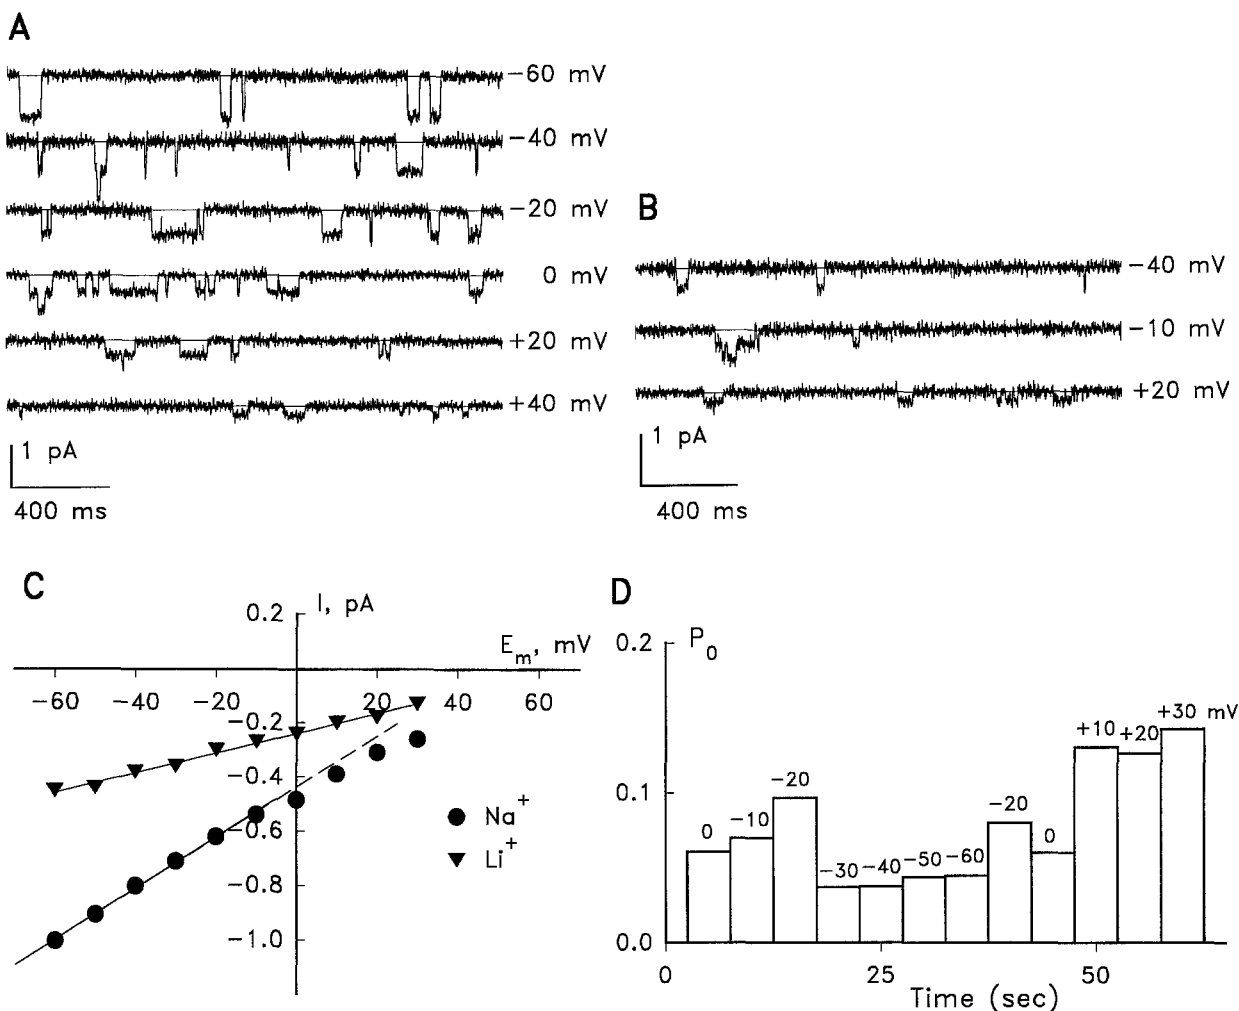 A
−60 mV
−40 mV
−20 mV
0 mV
+20 mV
+40 mV
1 pA
400 ms
B
−40 mV
−10 mV
+20 mV
1 pA
400 ms
C
I, pA
E_m, mV
0.2
−60 −40 −20 20 40 60
−0.2
−0.4
−0.6
−0.8
−1.0
Na⁺
Li⁺
D
P₀
0.2
0.1
0.0
0
−10
−20
−30
−40
−50
−60
−20
0
+10
+20
+30 mV
0 25 50
Time (sec)